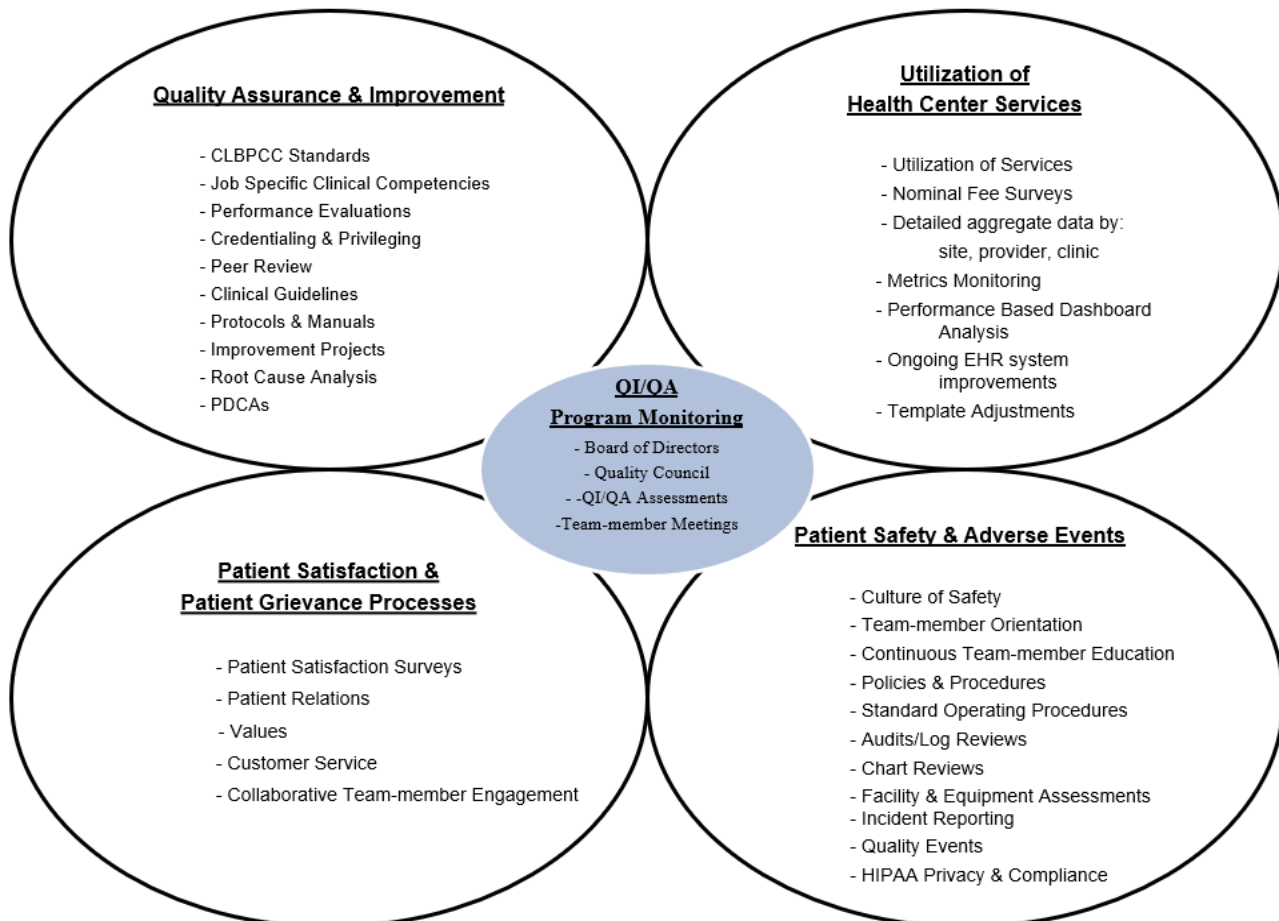 Quality Assurance & Improvement
- CLBPCC Standards
- Job Specific Clinical Competencies
- Performance Evaluations
- Credentialing & Privileging
- Peer Review
- Clinical Guidelines
- Protocols & Manuals
- Improvement Projects
- Root Cause Analysis
- PDCAs
Utilization of
Health Center Services
- Utilization of Services
- Nominal Fee Surveys
- Detailed aggregate data by:
site, provider, clinic
- Metrics Monitoring
- Performance Based Dashboard
Analysis
- Ongoing EHR system
improvements
- Template Adjustments
QI/QA
Program Monitoring
- Board of Directors
- Quality Council
- -QI/QA Assessments
-Team-member Meetings
Patient Satisfaction &
Patient Grievance Processes
- Patient Satisfaction Surveys
- Patient Relations
- Values
- Customer Service
- Collaborative Team-member Engagement
Patient Safety & Adverse Events
- Culture of Safety
- Team-member Orientation
- Continuous Team-member Education
- Policies & Procedures
- Standard Operating Procedures
- Audits/Log Reviews
- Chart Reviews
- Facility & Equipment Assessments
- Incident Reporting
- Quality Events
- HIPAA Privacy & Compliance